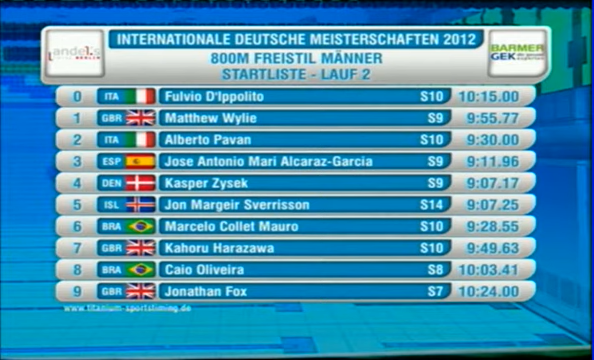 andel's
BERLIN
INTERNATIONALE DEUTSCHE MEISTERSCHAFTEN 2012
800M FREISTIL MÄNNER
STARTLISTE - LAUF 2
BARMER
GEK
0 ITA Fulvio D'Ippolito S10 10:15.00
1 GBR Matthew Wylie S9 9:55.77
2 ITA Alberto Pavan S10 9:30.00
3 ESP Jose Antonio Mari Alcaraz-Garcia S9 9:11.96
4 DEN Kasper Zysek S9 9:07.17
5 ISL Jon Margeir Sverrisson S14 9:07.25
6 BRA Marcelo Collet Mauro S10 9:28.55
7 GBR Kahoru Harazawa S10 9:49.63
8 BRA Caio Oliveira S8 10:03.41
9 GBR Jonathan Fox S7 10:24.00
www.titanium-sportstiming.de